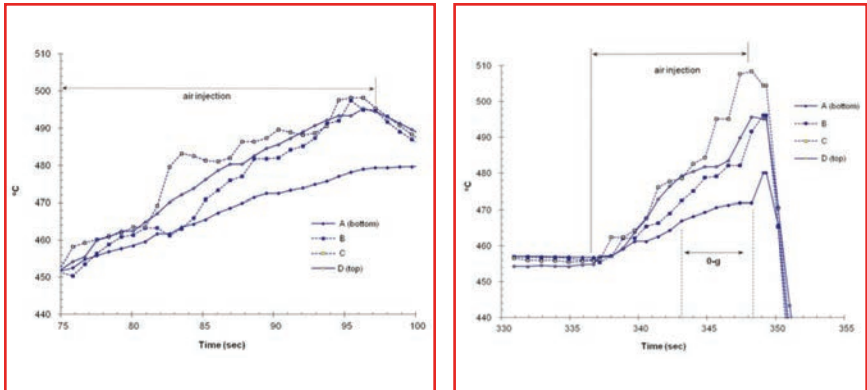 510
500
490
480
470
460
450
440
°C
air injection
A (bottom)
B
C
D (top)
75 80 85 90 95 100
Time (sec)
510
500
490
480
470
460
450
440
°C
air injection
A (bottom)
B
C
D (top)
0-g
330 335 340 345 350 355
Time (sec)